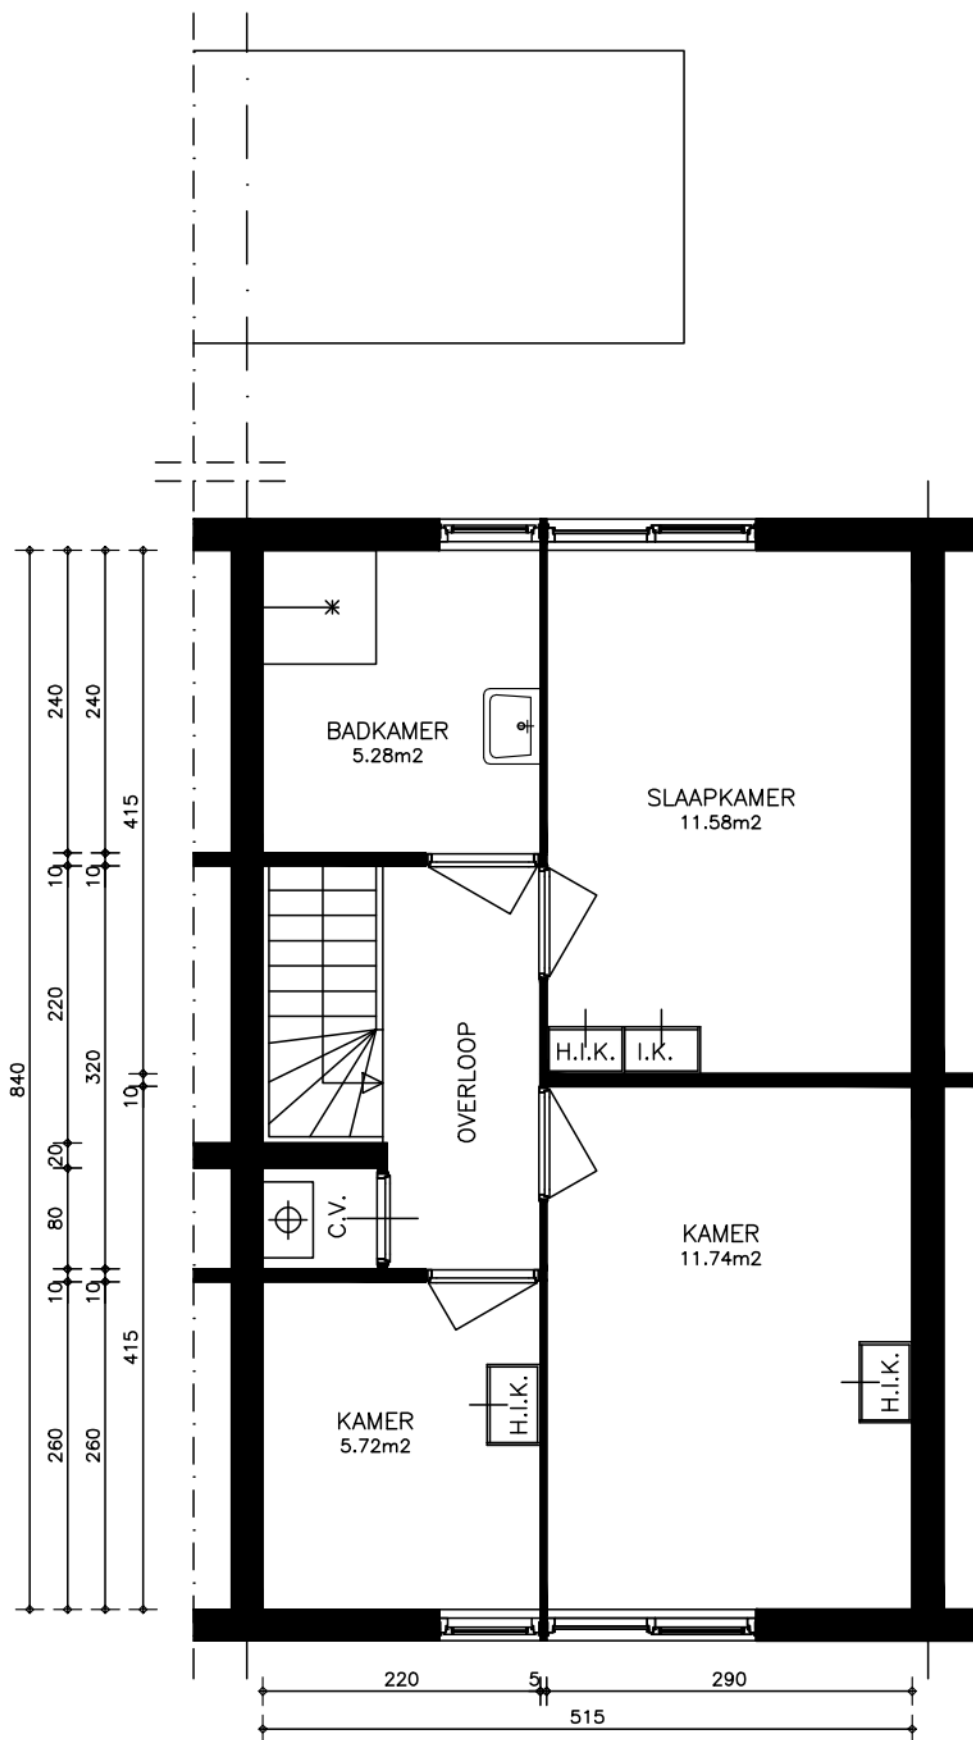 BADKAMER
5.28m2
SLAAPKAMER
11.58m2
H.I.K.
I.K.
OVERLOOP
C.V.
KAMER
11.74m2
H.I.K.
KAMER
5.72m2
H.I.K.
840
240
10
220
20
80
10
260
240
10
320
10
260
415
10
415
220
5
290
515